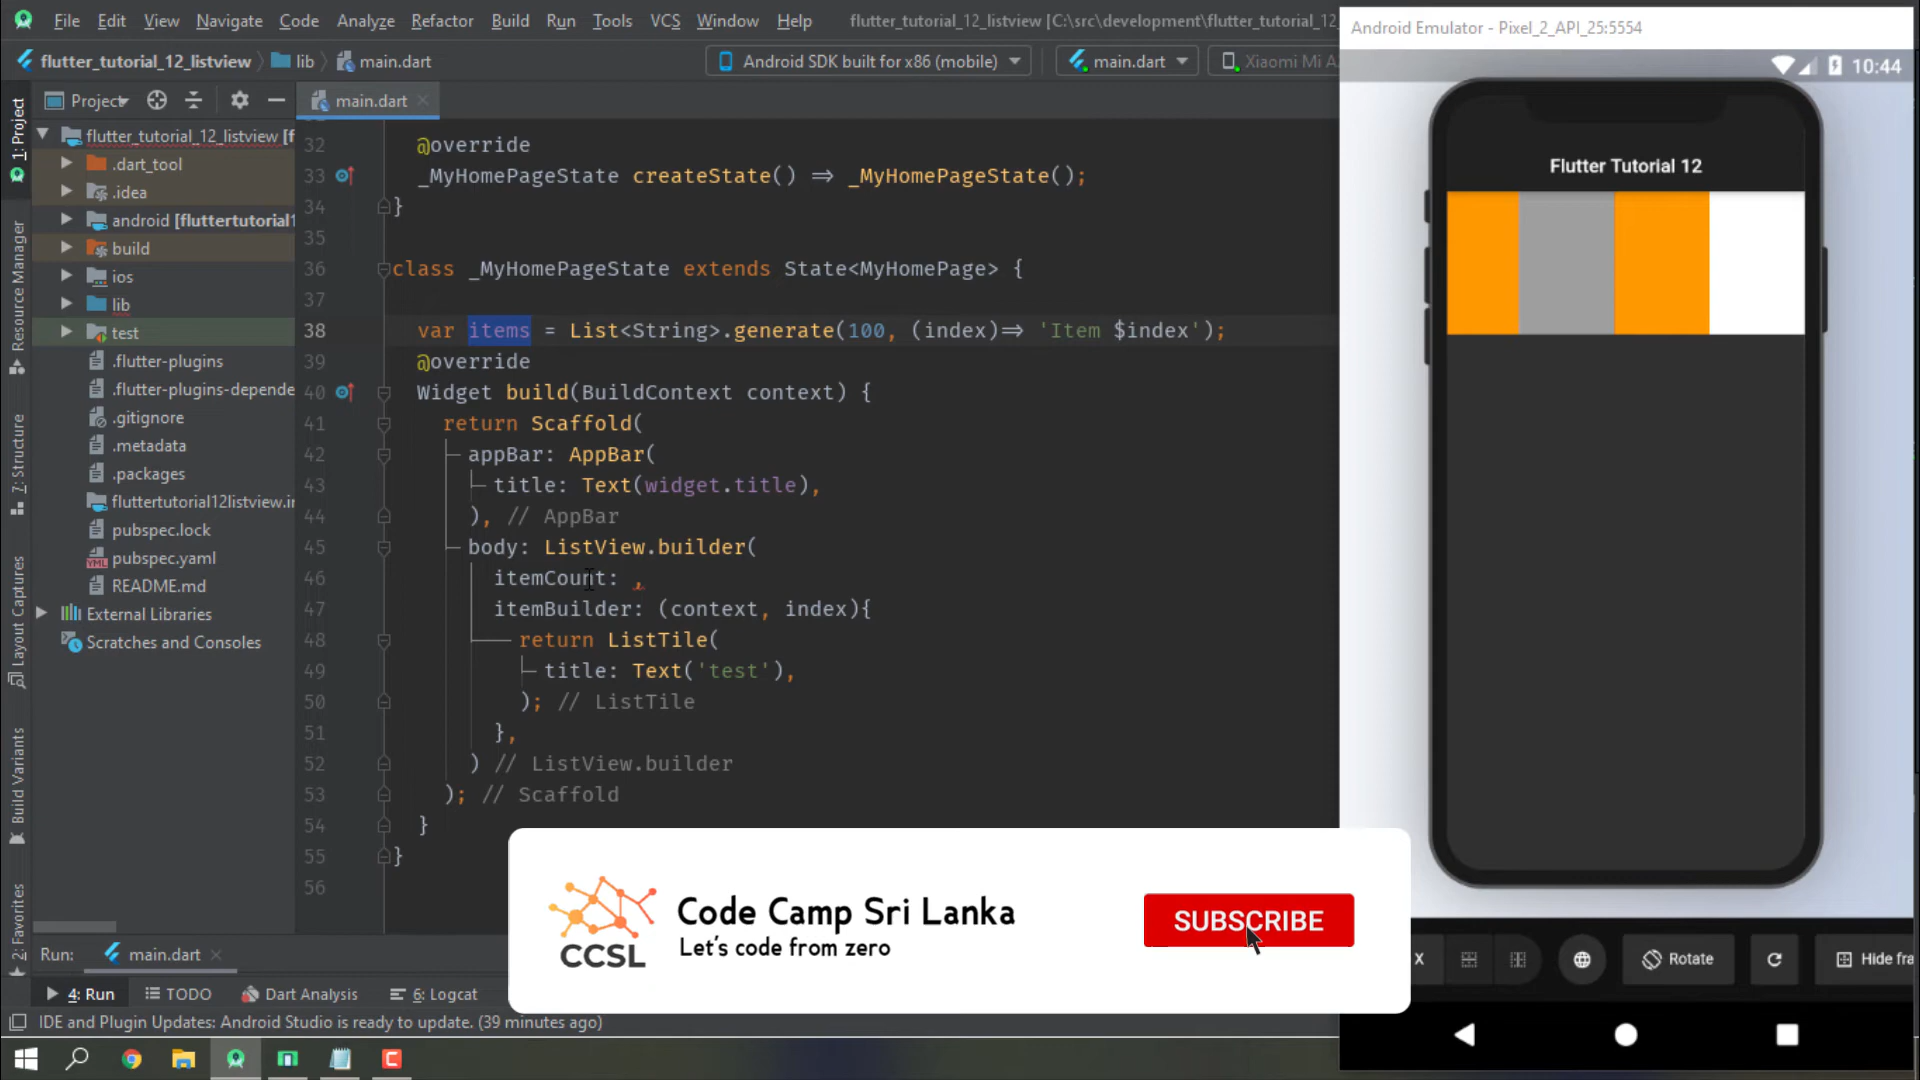 File Edit View Navigate Code Analyze Refactor Build Run Tools VCS Window Help flutter_tutorial_12_listview [C:\src\development\flutter_tutorial_12_
Android Emulator - Pixel_2_API_25:5554
flutter_tutorial_12_listview lib main.dart Android SDK built for x86 (mobile) main.dart Xiaomi Mi A
10:44
1: Project
Project
main.dart
flutter_tutorial_12_listview [f
.dart_tool
.idea
android [fluttertutorial1
build
ios
lib
test
.flutter-plugins
.flutter-plugins-depende
.gitignore
.metadata
.packages
fluttertutorial12listview.ir
pubspec.lock
pubspec.yaml
README.md
External Libraries
Scratches and Consoles
Resource Manager
7: Structure
Layout Captures
Build Variants
2: Favorites
32 @override
33 _MyHomePageState createState() => _MyHomePageState();
34 }
35
36 class _MyHomePageState extends State<MyHomePage> {
37
38 var items = List<String>.generate(100, (index)=> 'Item $index');
39 @override
40 Widget build(BuildContext context) {
41 return Scaffold(
42 appBar: AppBar(
43 title: Text(widget.title),
44 ), // AppBar
45 body: ListView.builder(
46 itemCount: ,
47 itemBuilder: (context, index){
48 return ListTile(
49 title: Text('test'),
50 ); // ListTile
51 },
52 ) // ListView.builder
53 ); // Scaffold
54 }
55 }
56
Flutter Tutorial 12
CCSL
Code Camp Sri Lanka
Let's code from zero
SUBSCRIBE
X Rotate Hide fra
Run: main.dart
4: Run TODO Dart Analysis 6: Logcat
IDE and Plugin Updates: Android Studio is ready to update. (39 minutes ago)